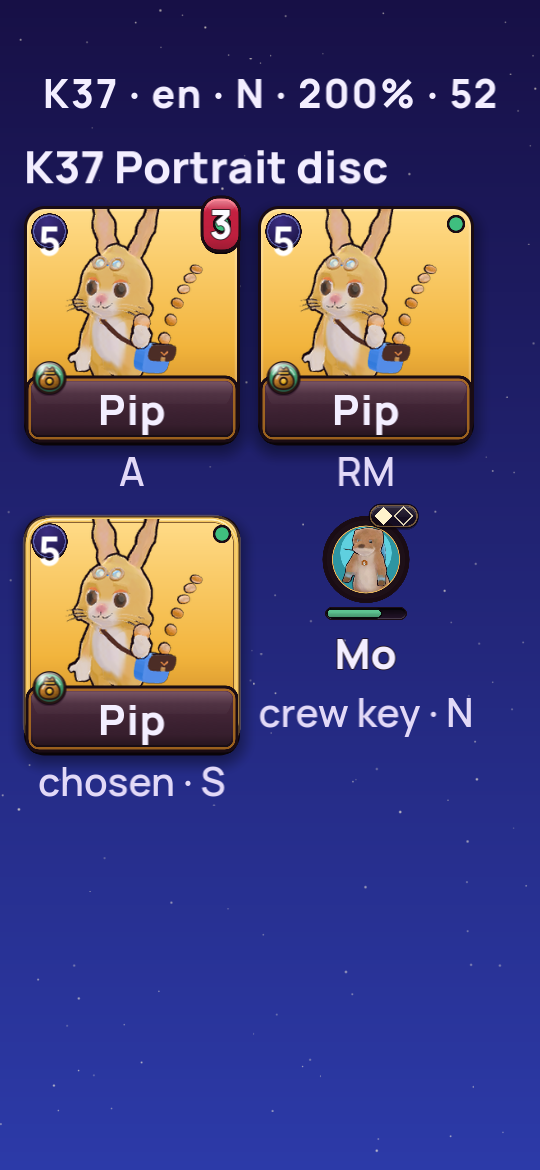 K37 · en · N · 200% · 52
K37 Portrait disc
5 3 5
Pip Pip
A RM
5
Pip Mo
chosen · S crew key · N